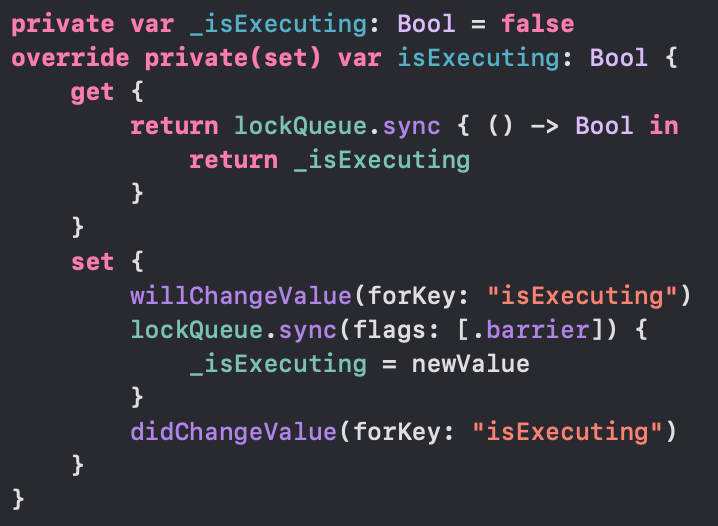 private var _isExecuting: Bool = false
override private(set) var isExecuting: Bool {
    get {
        return lockQueue.sync { () -> Bool in
            return _isExecuting
        }
    }
    set {
        willChangeValue(forKey: "isExecuting")
        lockQueue.sync(flags: [.barrier]) {
            _isExecuting = newValue
        }
        didChangeValue(forKey: "isExecuting")
    }
}